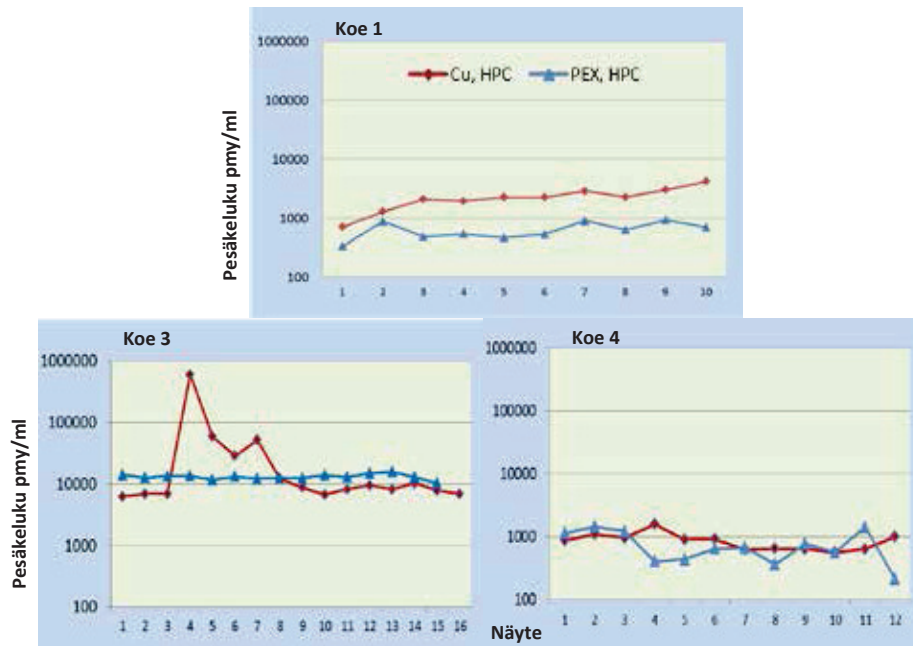 Koe 1
Pesäkeluku pmy/ml
1000000
100000
10000
1000
100
Cu, HPC PEX, HPC
1 2 3 4 5 6 7 8 9 10
Koe 3
Pesäkeluku pmy/ml
1000000
100000
10000
1000
100
1 2 3 4 5 6 7 8 9 10 11 12 13 14 15 16
Koe 4
1000000
100000
10000
1000
100
1 2 3 4 5 6 7 8 9 10 11 12
Näyte